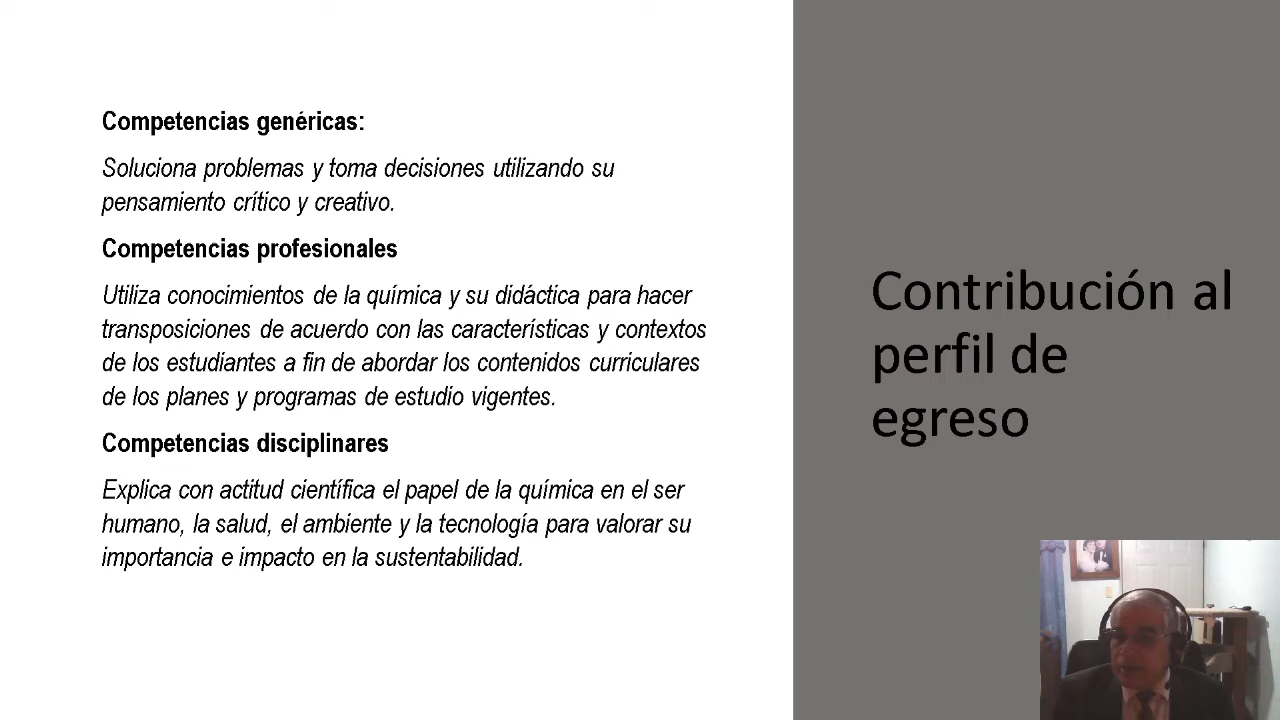 Competencias genéricas:
Soluciona problemas y toma decisiones utilizando su
pensamiento crítico y creativo.
Competencias profesionales
Utiliza conocimientos de la química y su didáctica para hacer
transposiciones de acuerdo con las características y contextos
de los estudiantes a fin de abordar los contenidos curriculares
de los planes y programas de estudio vigentes.
Competencias disciplinares
Explica con actitud científica el papel de la química en el ser
humano, la salud, el ambiente y la tecnología para valorar su
importancia e impacto en la sustentabilidad.
Contribución al
perfil de
egreso